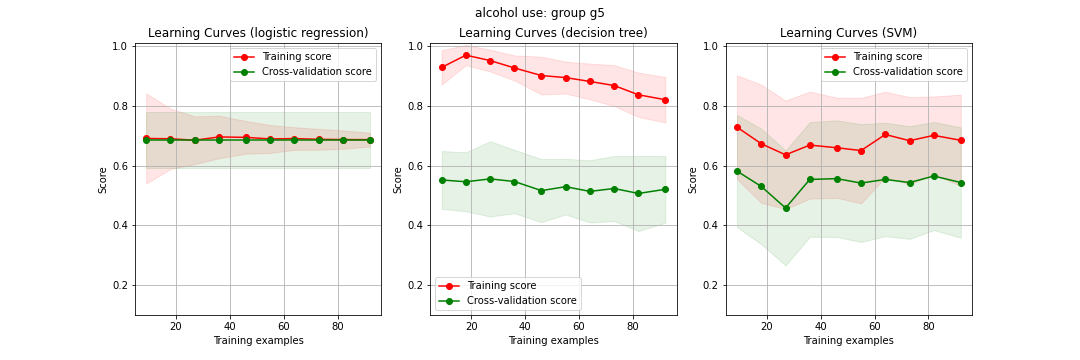 alcohol use: group g5
Learning Curves (logistic regression)
1.0
0.8
0.6
0.4
0.2
Score
20
40
60
80
Training examples
Training score
Cross-validation score
Learning Curves (decision tree)
1.0
0.8
0.6
0.4
0.2
Score
20
40
60
80
Training examples
Training score
Cross-validation score
Learning Curves (SVM)
1.0
0.8
0.6
0.4
0.2
Score
20
40
60
80
Training examples
Training score
Cross-validation score